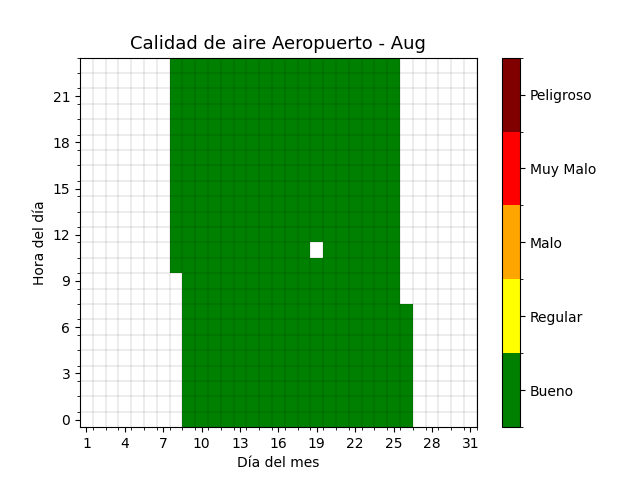 Calidad de aire Aeropuerto - Aug
Hora del día
21
18
15
12
9
6
3
0
1 4 7 10 13 16 19 22 25 28 31
Día del mes
Peligroso
Muy Malo
Malo
Regular
Bueno